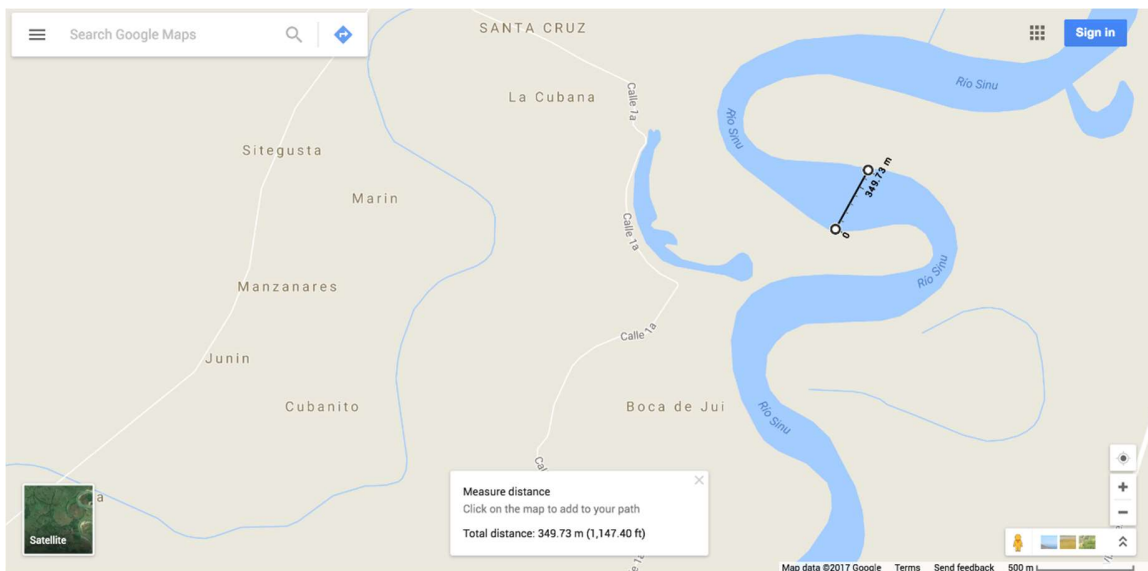 Search Google Maps
Sign in
SANTA CRUZ
La Cubana
Calle 1a
Río Sinu
Río Sinu
Sitegusta
349.73 m
Marin
0
Calle 1a
Río Sinu
Manzanares
Calle 1a
Junin
Cubanito
Boca de Jui
Río Sinu
Measure distance
Click on the map to add to your path
Total distance: 349.73 m (1,147.40 ft)
Satellite
Map data ©2017 Google Terms Send feedback 500 m